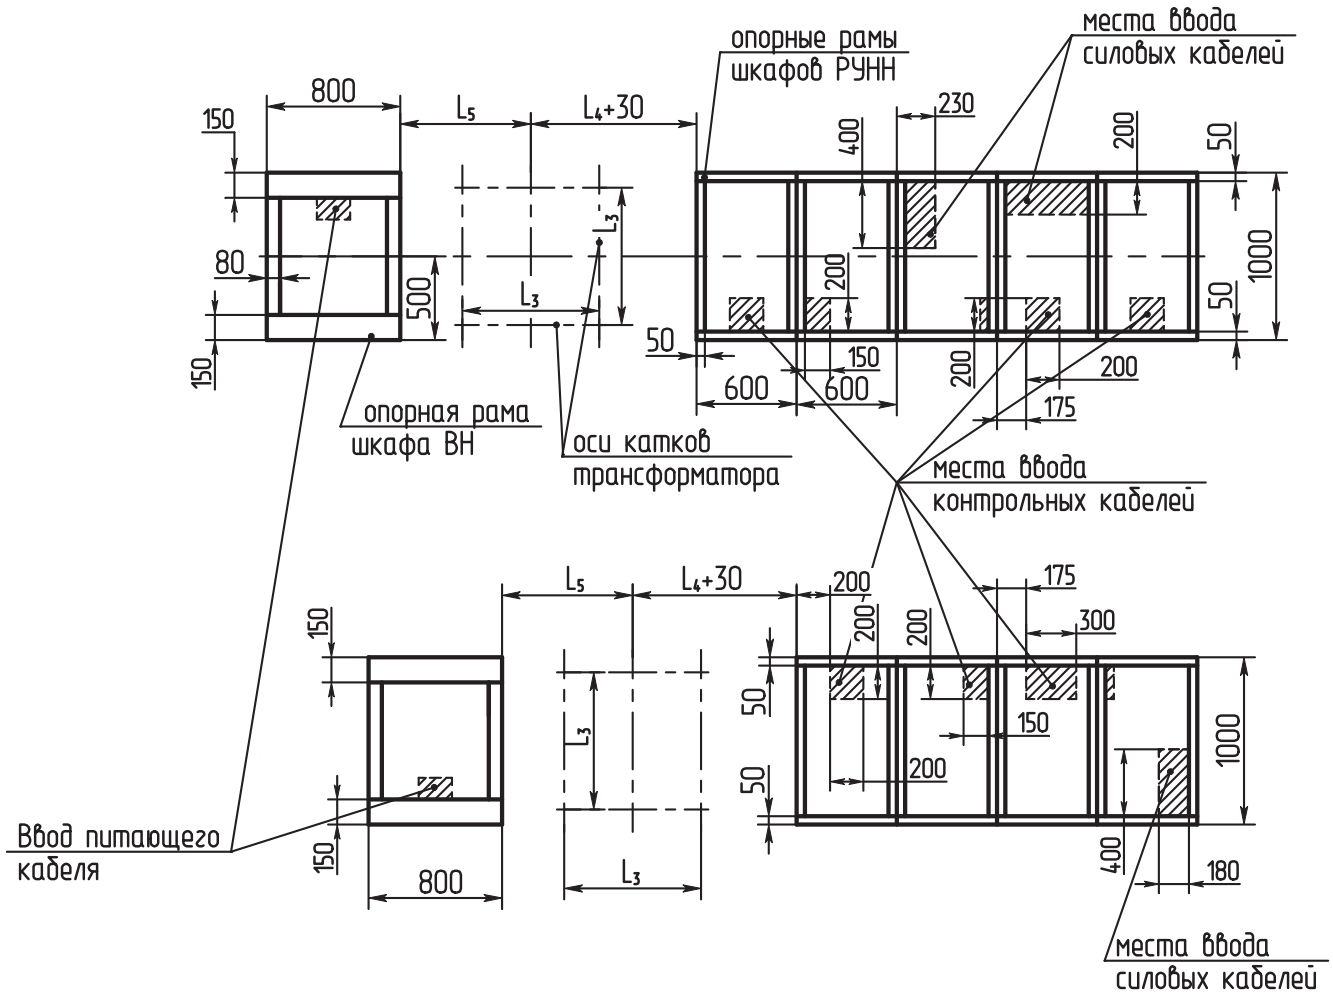 опорные рамы
шкафов РУНН
места ввода
силовых кабелей
800
150
L₅
L₄+30
230
400
200
50
L₃
80
500
L₃
200
1000
50
150
50
200
150
200
600
600
175
опорная рама
шкафа ВН
оси катков
трансформатора
места ввода
контрольных кабелей
L₅
L₄+30
200
175
150
200
200
300
L₃
50
150
1000
200
50
Ввод питающего
кабеля
150
400
800
L₃
180
места ввода
силовых кабелей